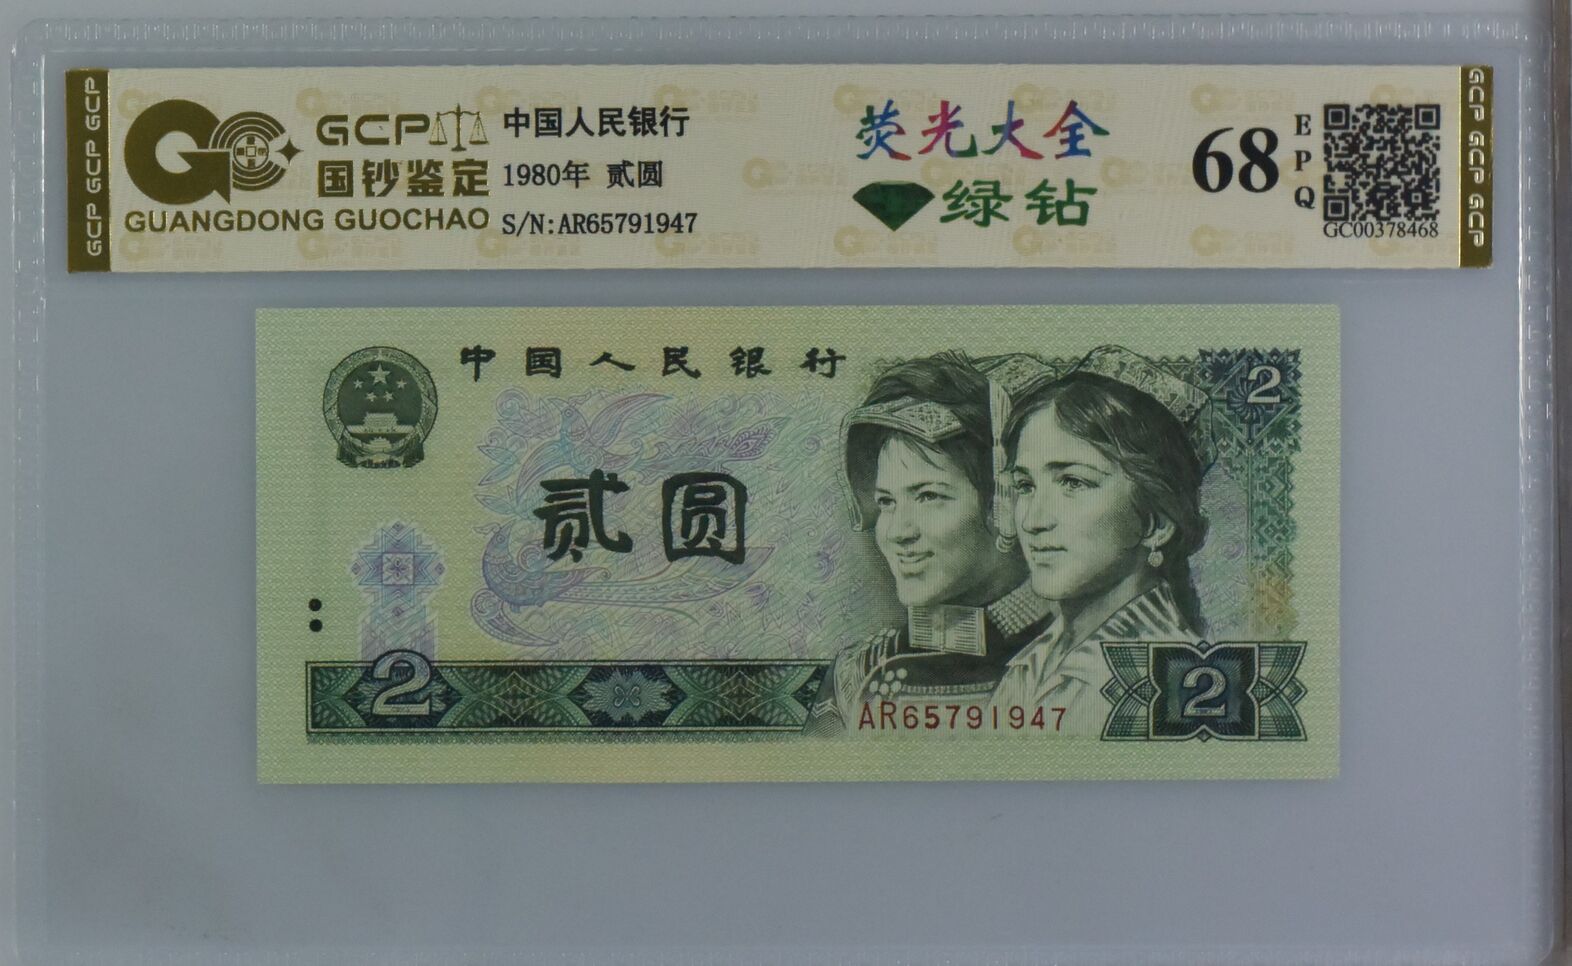 GCP GCP GCP
GCP
国钞鉴定
GUANGDONG GUOCHAO
中国人民银行
1980年 贰圆
S/N:AR65791947
荧光大全
绿钻
68
EPQ
GC00378468
GCP GCP GCP
中国人民银行
2
贰圆
2
AR65791947
2